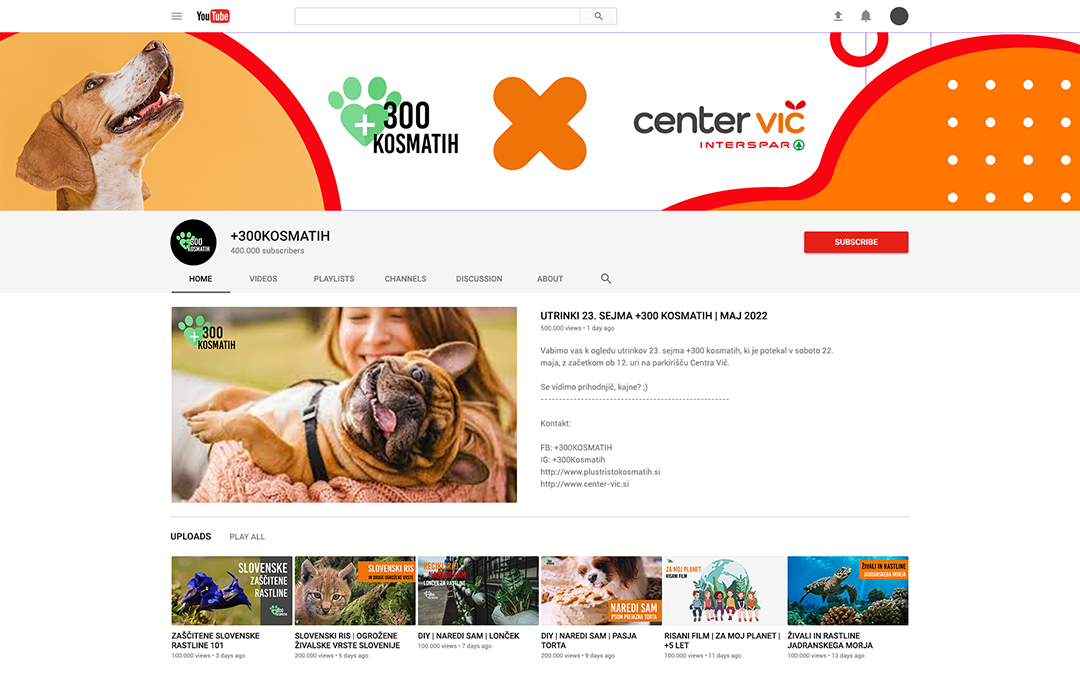 YouTube
+300
KOSMATIH
center vič
INTERSPAR
+300
KOSMATIH
+300KOSMATIH
400.000 subscribers
SUBSCRIBE
HOME VIDEOS PLAYLISTS CHANNELS DISCUSSION ABOUT
+300
KOSMATIH
UTRINKI 23. SEJMA +300 KOSMATIH | MAJ 2022
500.000 views • 1 day ago
Vabimo vas k ogledu utrinkov 23. sejma +300 kosmatih, ki je potekal v soboto 22.
maja, z začetkom ob 12. uri na parkirišču Centra Vič.
Se vidimo prihodnjič, kajne? ;)
-----------------------------------------------------
Kontakt:
FB: +300KOSMATIH
IG: +300Kosmatih
http://www.plustristokosmatih.si
http://www.center-vic.si
UPLOADS PLAY ALL
SLOVENSKE
ZAŠČITENE
RASTLINE
ZAŠČITENE SLOVENSKE
RASTLINE 101
100.000 views • 3 days ago
SLOVENSKI RIS
IN DRUGE OGROŽENE VRSTE
SLOVENSKI RIS | OGROŽENE
ŽIVALSKE VRSTE SLOVENIJE
200.000 views • 5 days ago
LONČEK ZA RASTLINE
DIY | NAREDI SAM | LONČEK
100.000 views • 7 days ago
NAREDI SAM
PSOM PRIJAZNA TORTA
DIY | NAREDI SAM | PASJA
TORTA
200.000 views • 9 days ago
ZA MOJ PLANET
RISANI FILM
RISANI FILM | ZA MOJ PLANET |
+5 LET
100.000 views • 11 days ago
ŽIVALI IN RASTLINE
JADRANSKEGA MORJA
ŽIVALI IN RASTLINE
JADRANSKEGA MORJA
100.000 views • 13 days ago